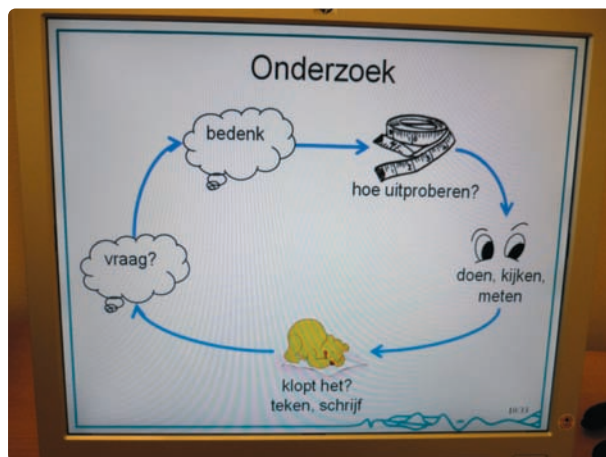 Onderzoek
bedenk
hoe uitproberen?
doen, kijken,
meten
klopt het?
teken, schrijf
vraag?